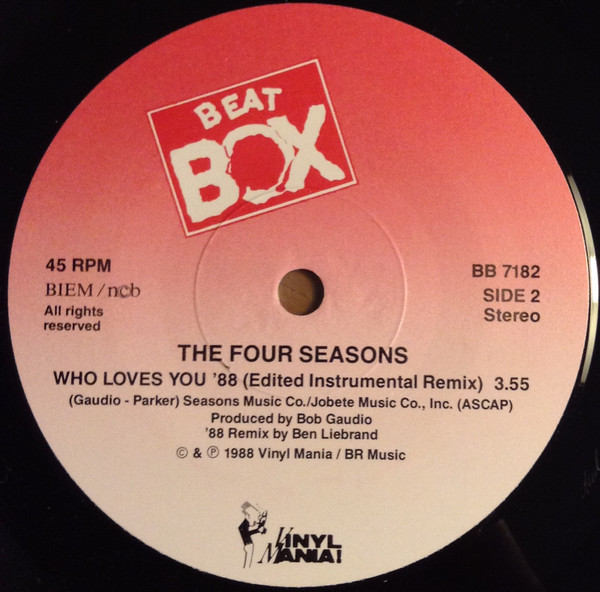 BEAT
BOX
45 RPM
BIEM/ncb
All rights
reserved
BB 7182
SIDE 2
Stereo
THE FOUR SEASONS
WHO LOVES YOU '88 (Edited Instrumental Remix) 3.55
(Gaudio - Parker) Seasons Music Co./Jobete Music Co., Inc. (ASCAP)
Produced by Bob Gaudio
'88 Remix by Ben Liebrand
© & ℗ 1988 Vinyl Mania / BR Music
VINYL
MANIA!